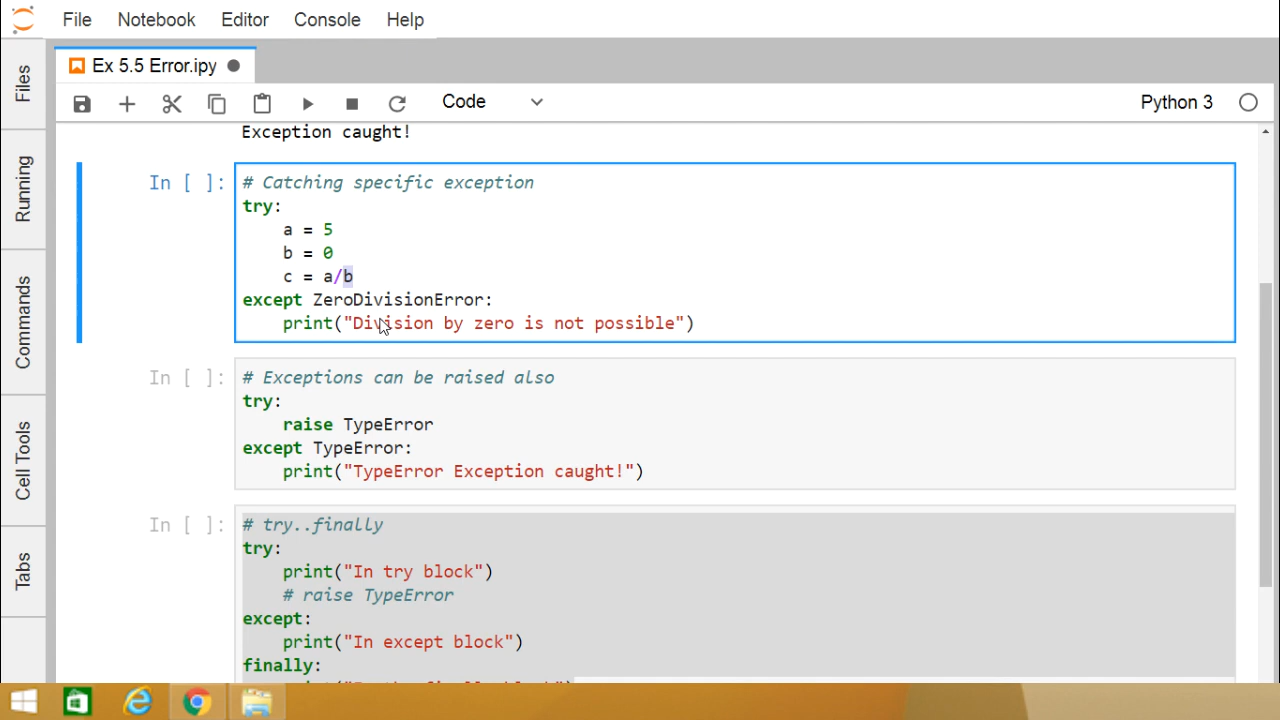 File Notebook Editor Console Help
Ex 5.5 Error.ipy
Code
Python 3
Files
Running
Commands
Cell Tools
Tabs
Exception caught!
In [ ]:
# Catching specific exception
try:
a = 5
b = 0
c = a/b
except ZeroDivisionError:
print("Division by zero is not possible")
In [ ]:
# Exceptions can be raised also
try:
raise TypeError
except TypeError:
print("TypeError Exception caught!")
In [ ]:
# try..finally
try:
print("In try block")
# raise TypeError
except:
print("In except block")
finally: